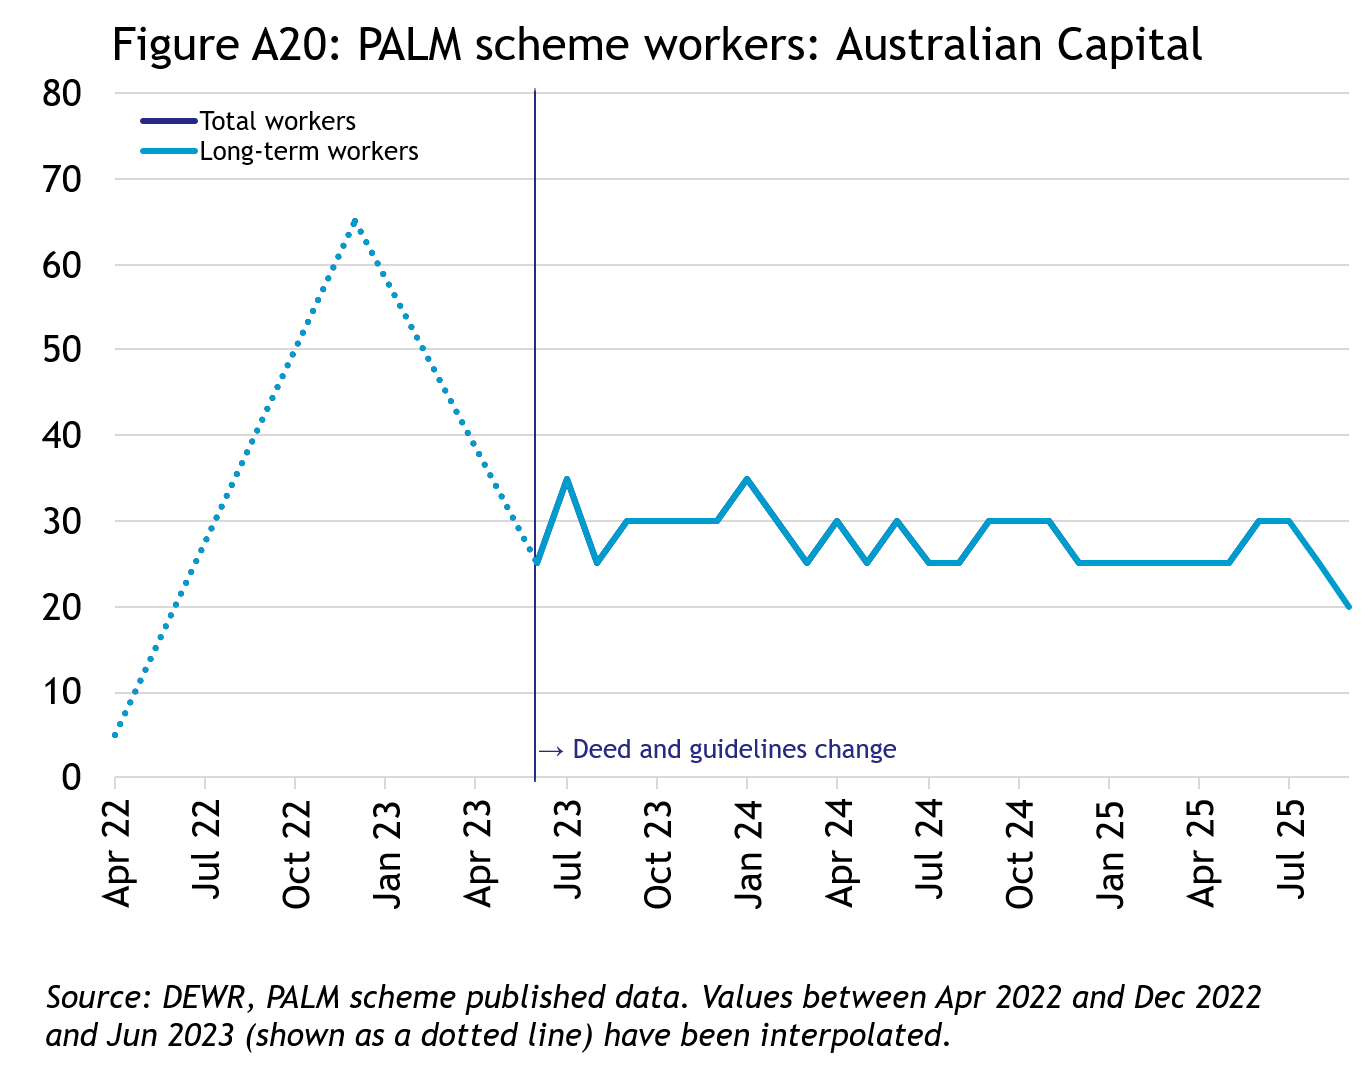 Figure A20: PALM scheme workers: Australian Capital
80
Total workers
Long-term workers
70
60
50
40
30
20
10
→ Deed and guidelines change
0
Apr 22
Jul 22
Oct 22
Jan 23
Apr 23
Jul 23
Oct 23
Jan 24
Apr 24
Jul 24
Oct 24
Jan 25
Apr 25
Jul 25
Source: DEWR, PALM scheme published data. Values between Apr 2022 and Dec 2022
and Jun 2023 (shown as a dotted line) have been interpolated.